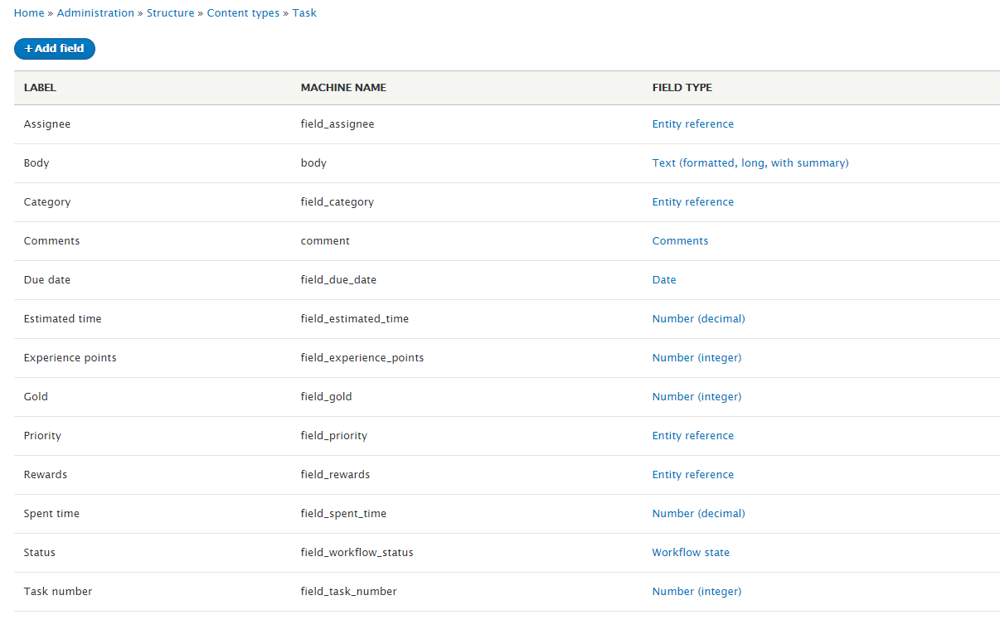 Home » Administration » Structure » Content types » Task
+ Add field
LABEL MACHINE NAME FIELD TYPE
Assignee field_assignee Entity reference
Body body Text (formatted, long, with summary)
Category field_category Entity reference
Comments comment Comments
Due date field_due_date Date
Estimated time field_estimated_time Number (decimal)
Experience points field_experience_points Number (integer)
Gold field_gold Number (integer)
Priority field_priority Entity reference
Rewards field_rewards Entity reference
Spent time field_spent_time Number (decimal)
Status field_workflow_status Workflow state
Task number field_task_number Number (integer)